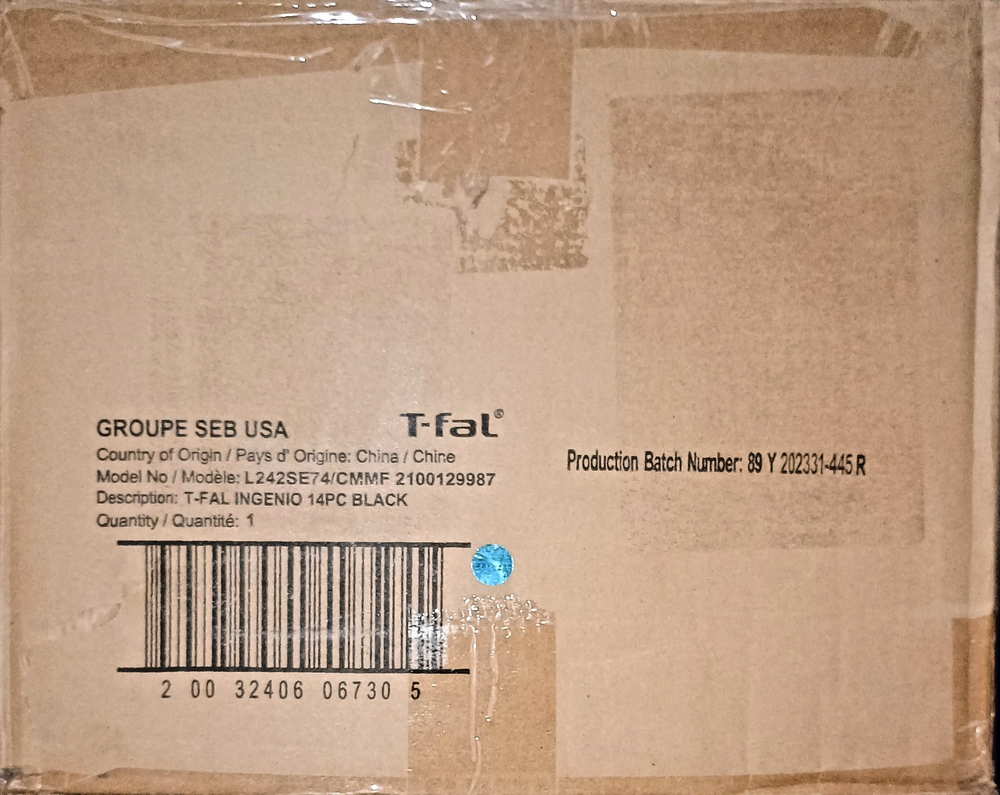 GROUPE SEB USA
T-fal®
Country of Origin / Pays d' Origine: China / Chine
Model No / Modèle: L242SE74/CMMF 2100129987
Description: T-FAL INGENIO 14PC BLACK
Quantity / Quantité: 1
2 00 32406 06730 5
Production Batch Number: 89 Y 202331-445 R